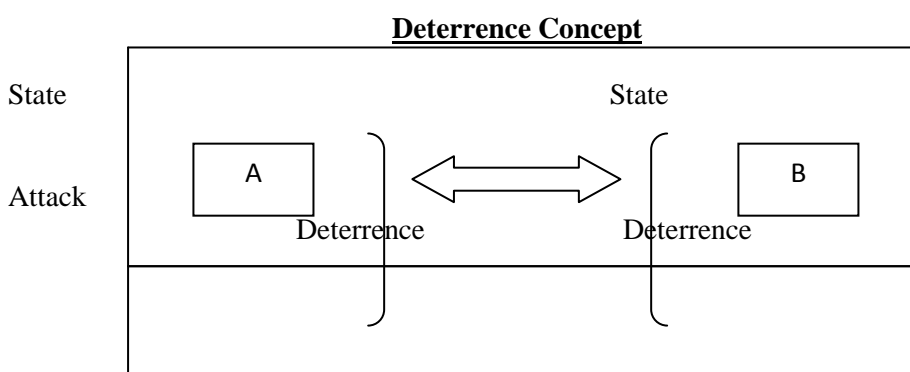 Deterrence Concept
State State
A B
Attack
Deterrence Deterrence